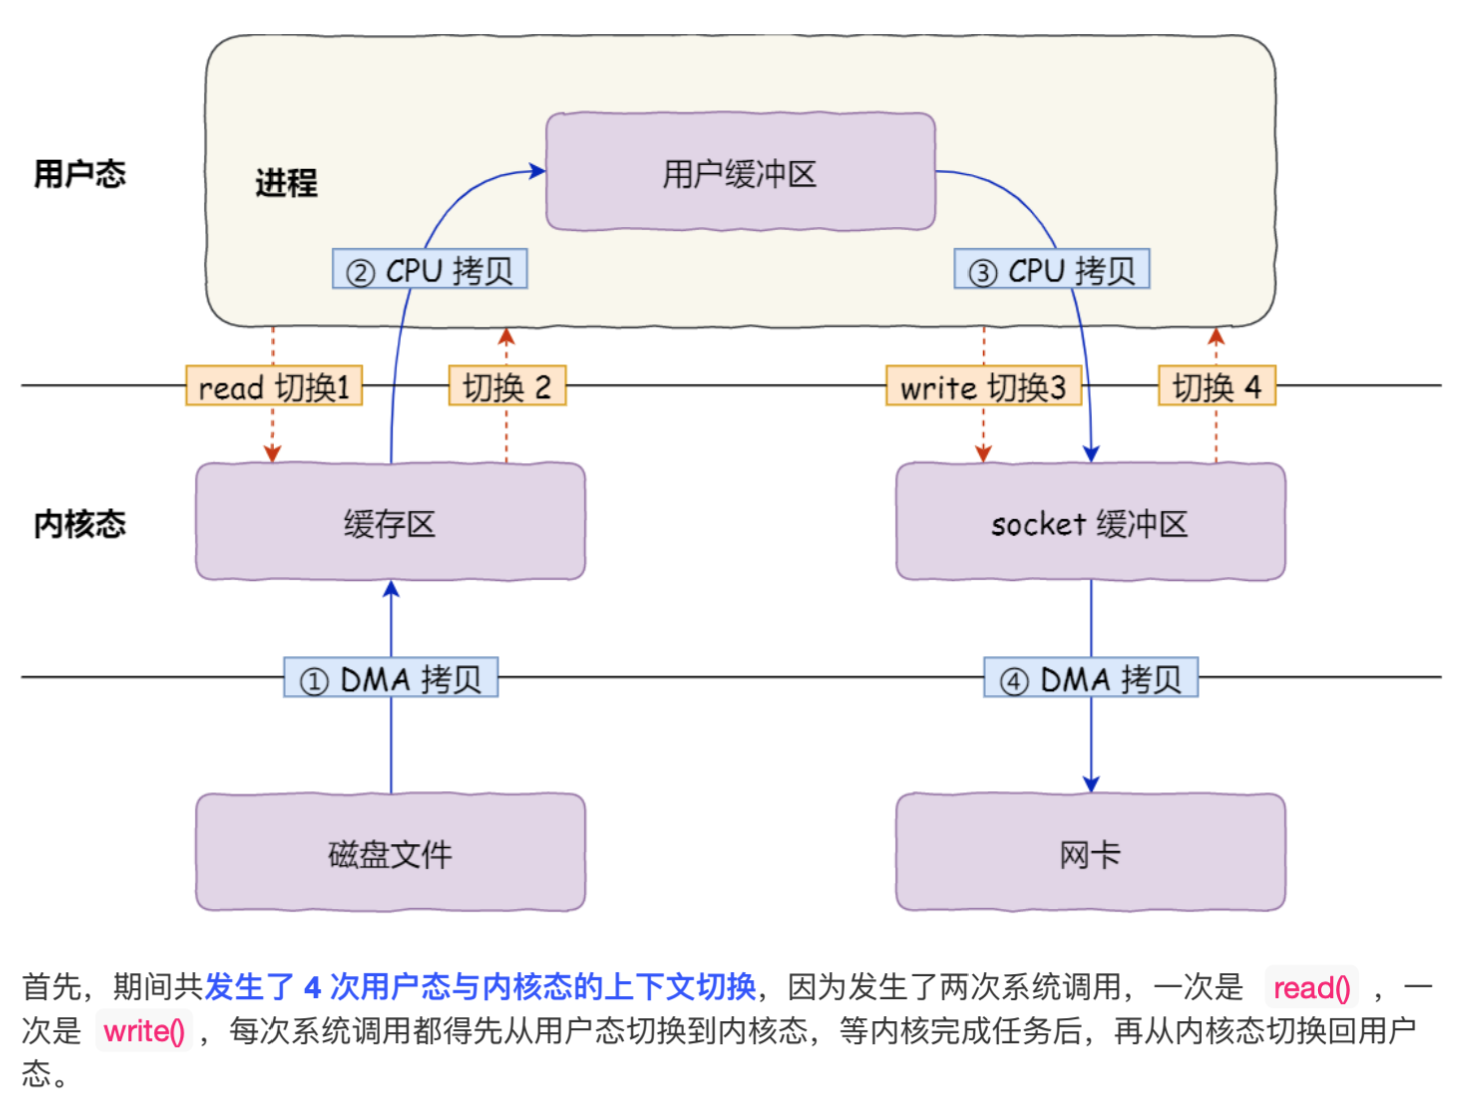 用户态
进程
用户缓冲区
② CPU 拷贝
③ CPU 拷贝
read 切换1
切换 2
write 切换3
切换 4
内核态
缓存区
socket 缓冲区
① DMA 拷贝
④ DMA 拷贝
磁盘文件
网卡
首先，期间共发生了 4 次用户态与内核态的上下文切换，因为发生了两次系统调用，一次是 read() ，一
次是 write() ，每次系统调用都得先从用户态切换到内核态，等内核完成任务后，再从内核态切换回用户
态。